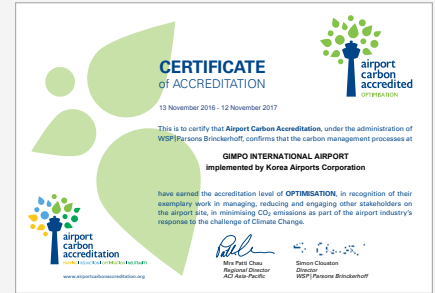 CERTIFICATE
of ACCREDITATION
airport
carbon
accredited
OPTIMISATION
13 November 2016 - 12 November 2017
This is to certify that Airport Carbon Accreditation, under the administration of
WSP|Parsons Brinckerhoff, confirms that the carbon management processes at
GIMPO INTERNATIONAL AIRPORT
implemented by Korea Airports Corporation
have earned the accreditation level of OPTIMISATION, in recognition of their
exemplary work in managing, reducing and engaging other stakeholders on
the airport site, in minimising CO₂ emissions as part of the airport industry's
response to the challenge of Climate Change.
airport
carbon
accreditation
www.airportcarbonaccreditation.org
Mrs Patti Chau
Regional Director
ACI Asia-Pacific
Simon Clouston
Director
WSP|Parsons Brinckerhoff